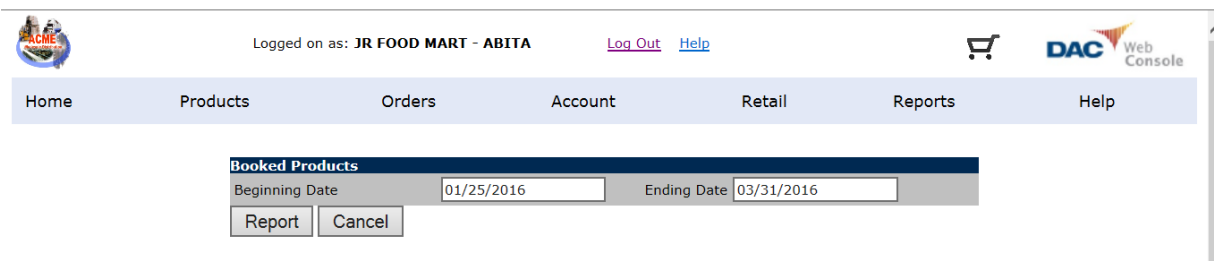 ACME
Logged on as: JR FOOD MART - ABITA Log Out Help
DAC Web Console
Home Products Orders Account Retail Reports Help
Booked Products
Beginning Date 01/25/2016 Ending Date 03/31/2016
Report Cancel